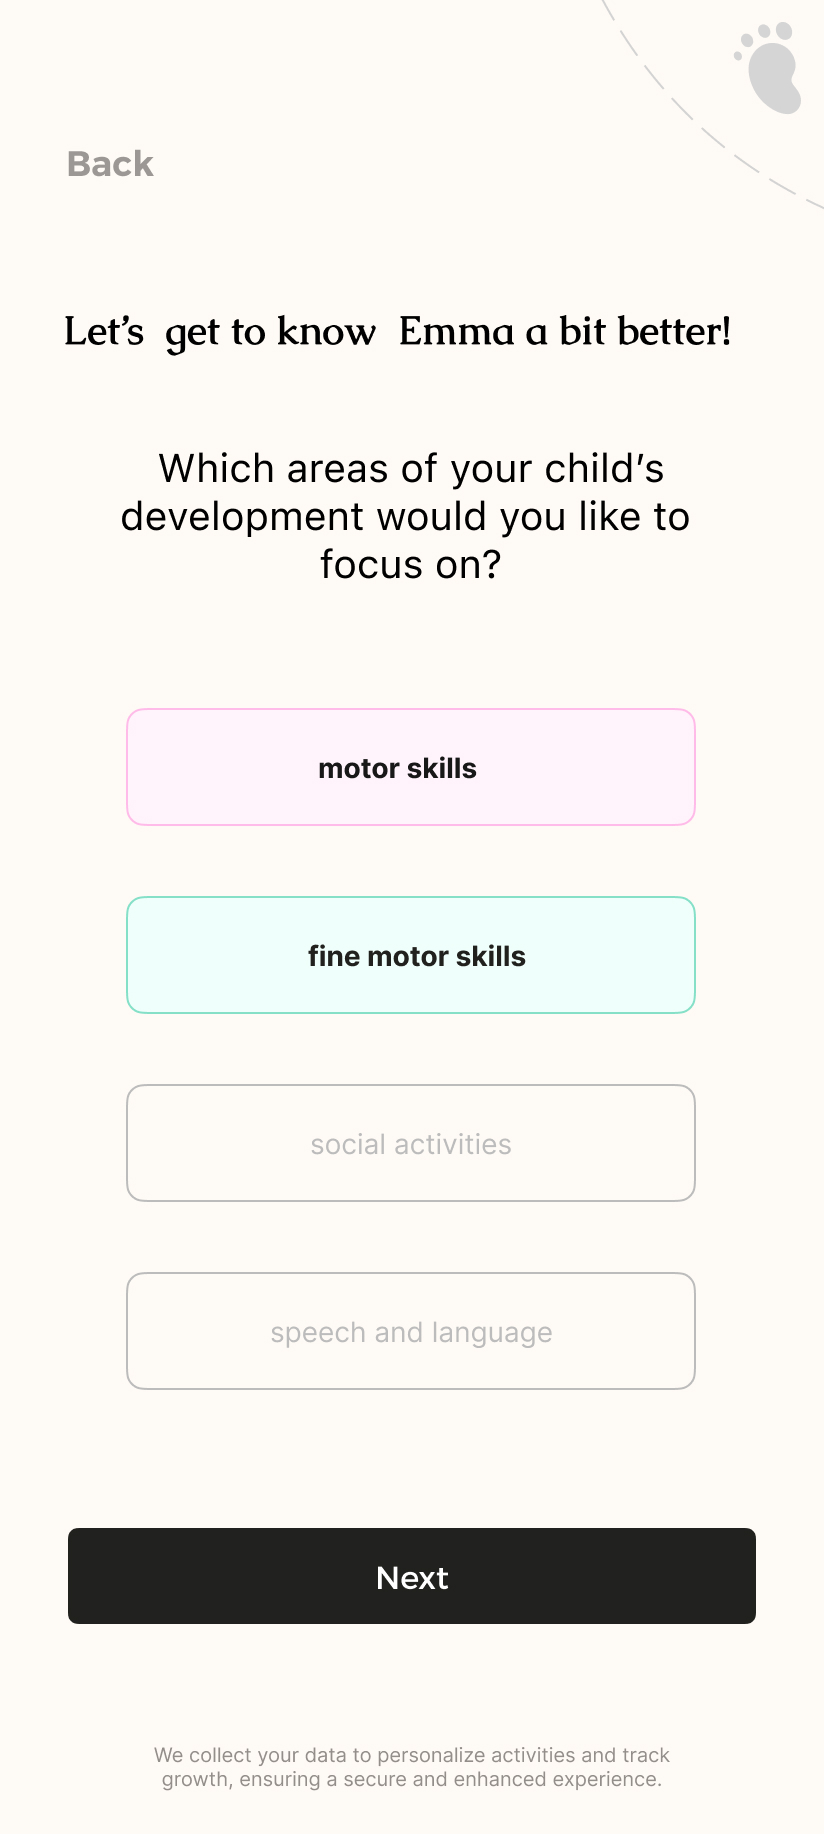 Back
Let’s  get to know  Emma a bit better!
Which areas of your child’s
development would you like to
focus on?
motor skills
fine motor skills
social activities
speech and language
Next
We collect your data to personalize activities and track
growth, ensuring a secure and enhanced experience.